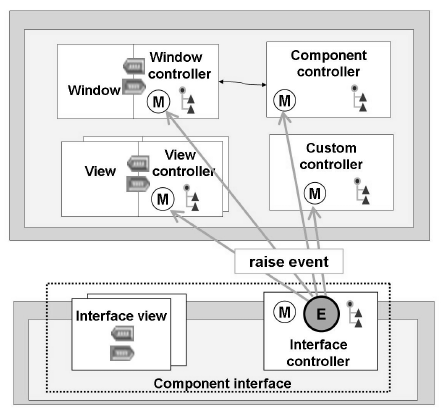 Window
controller
Window
M
Component
controller
M
View
controller
View
M
Custom
controller
M
raise event
Interface view
M
E
Interface
controller
Component interface